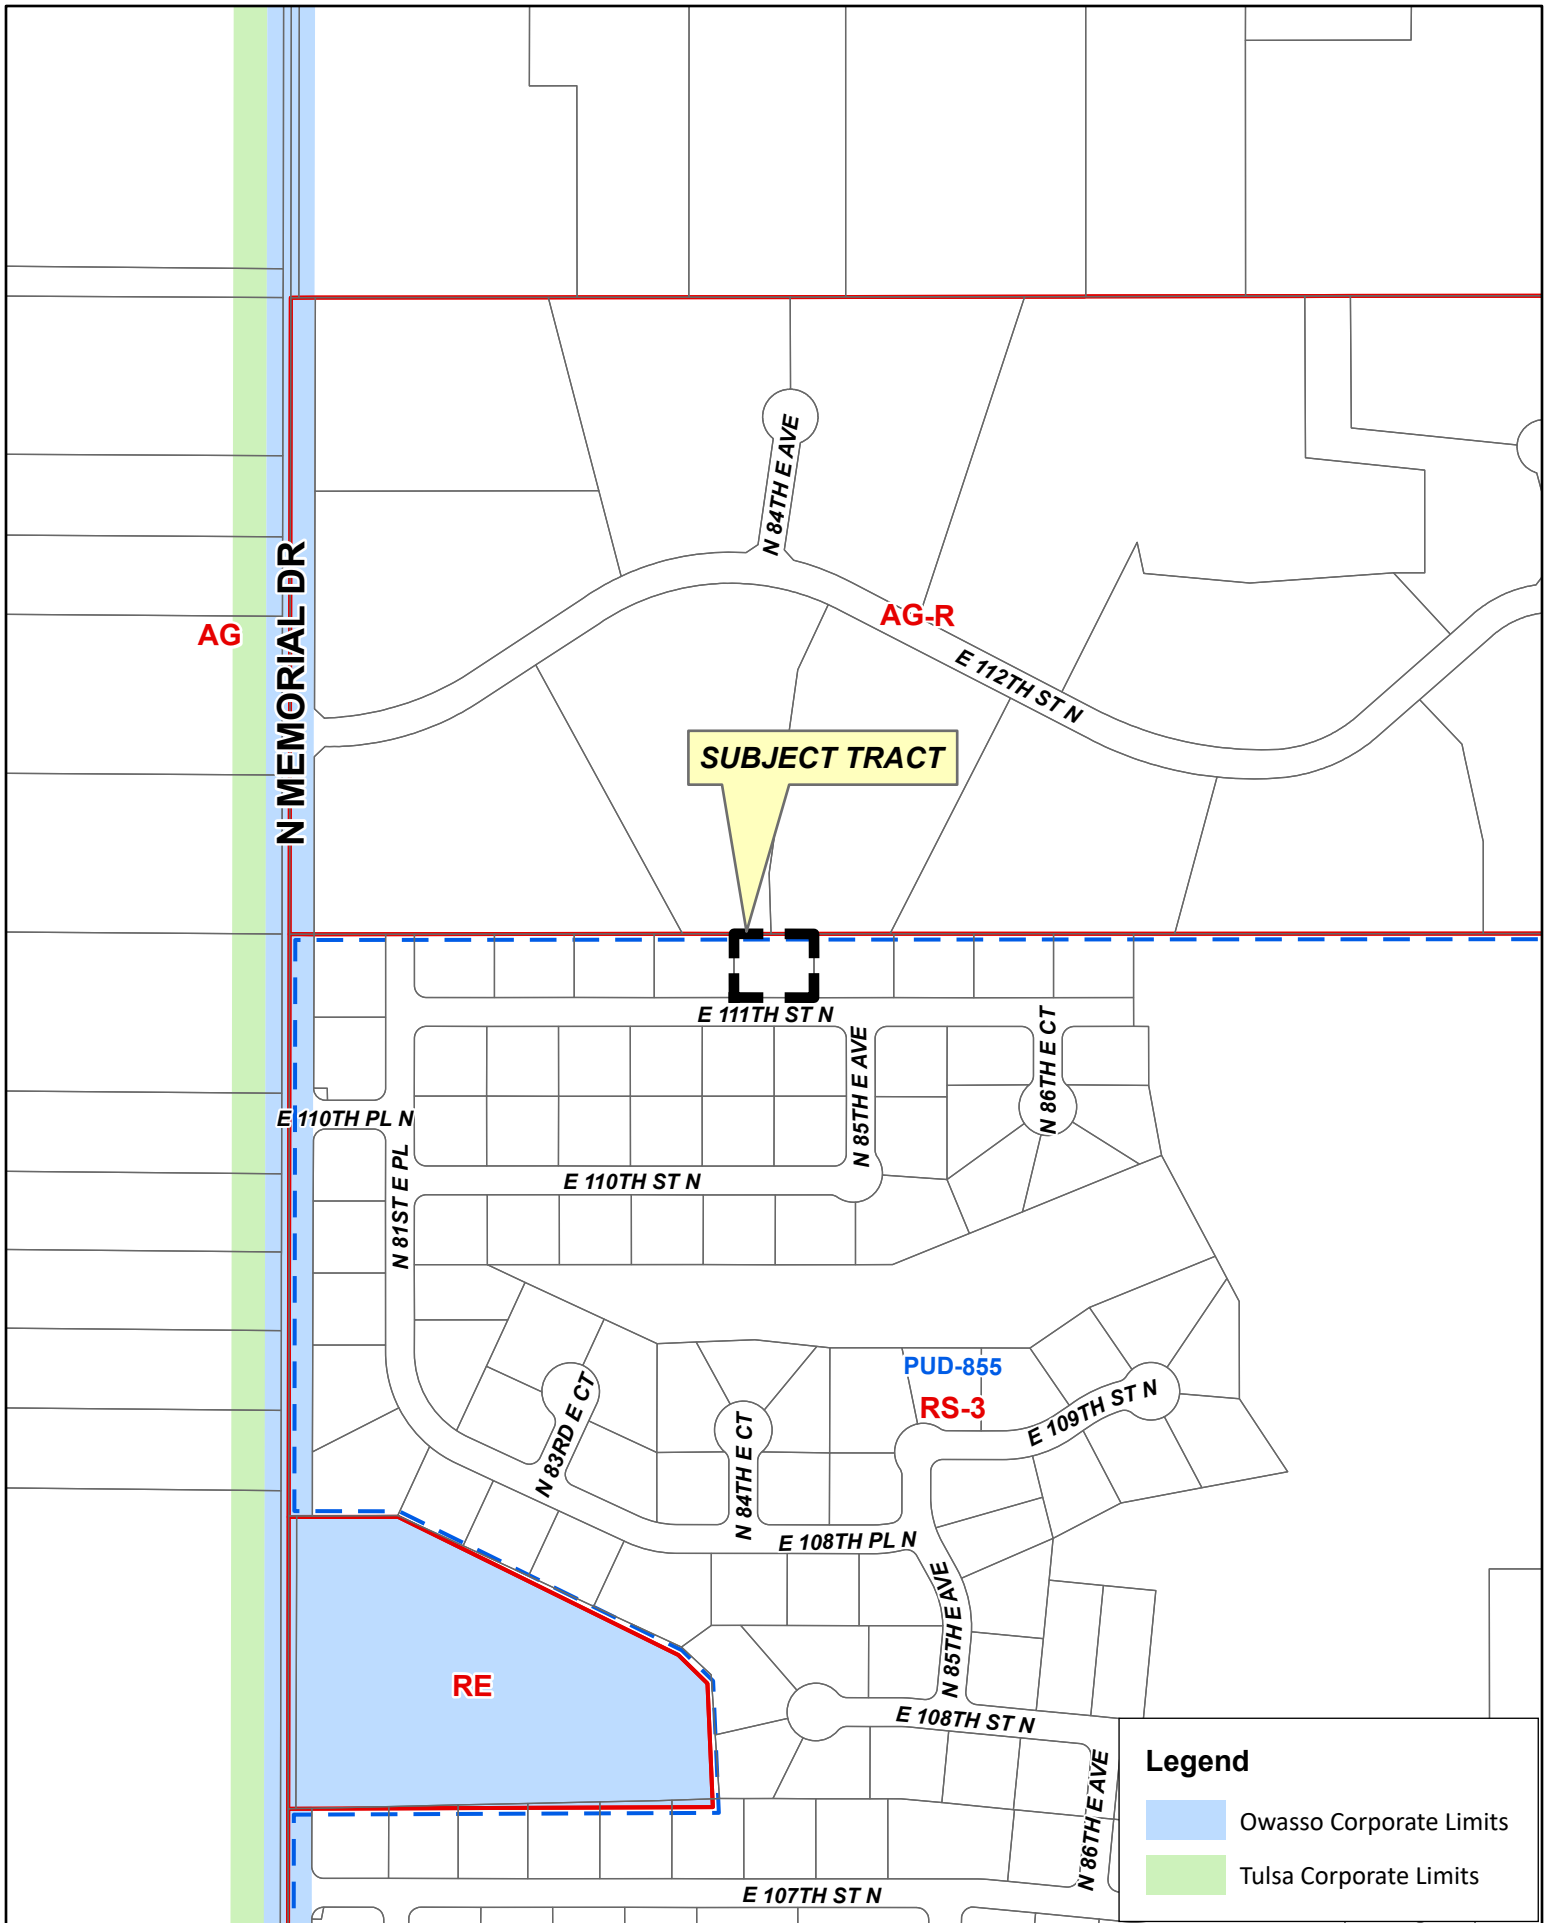 N 84TH E AVE
AG-R
AG
N MEMORIAL DR
E 112TH ST N
SUBJECT TRACT
E 111TH ST N
N 85TH E AVE
N 86TH E CT
E 110TH PL N
N 81ST E PL
E 110TH ST N
PUD-855
RS-3
N 83RD E CT
N 84TH E CT
E 109TH ST N
E 108TH PL N
N 85TH E AVE
RE
E 108TH ST N
N 86TH E AVE
E 107TH ST N
Legend
Owasso Corporate Limits
Tulsa Corporate Limits